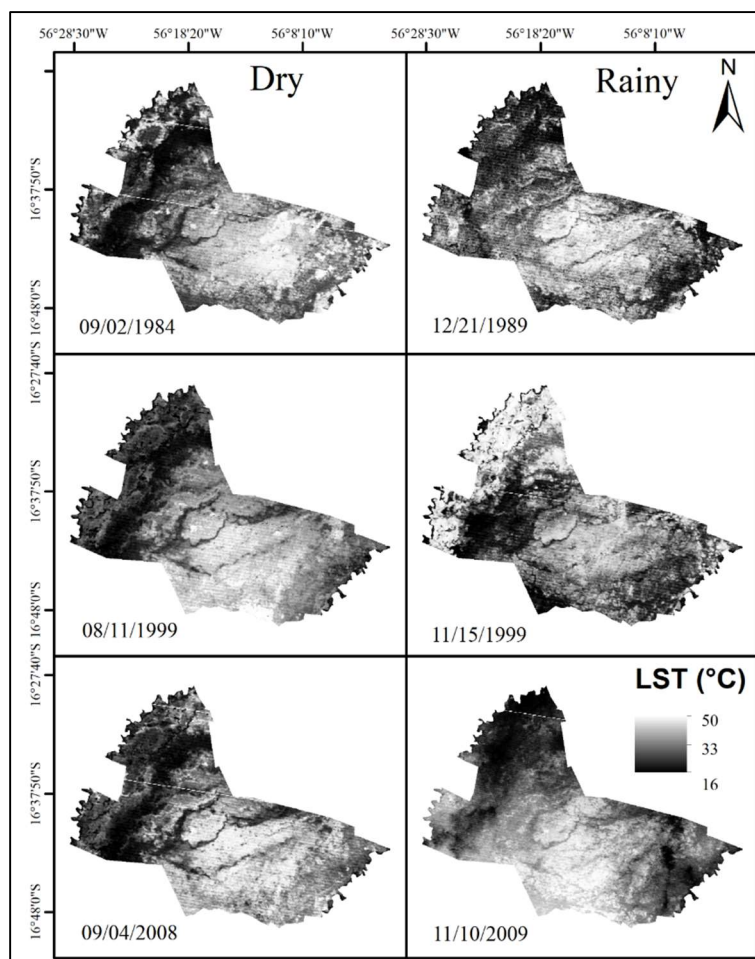 56°28'30"W 56°18'20"W 56°8'10"W 56°28'30"W 56°18'20"W 56°8'10"W
Dry
Rainy
N
16°37'50"S
16°48'0"S
09/02/1984
12/21/1989
16°27'40"S
16°37'50"S
16°48'0"S
08/11/1999
11/15/1999
16°27'40"S
LST (°C)
50
33
16
16°37'50"S
16°48'0"S
09/04/2008
11/10/2009